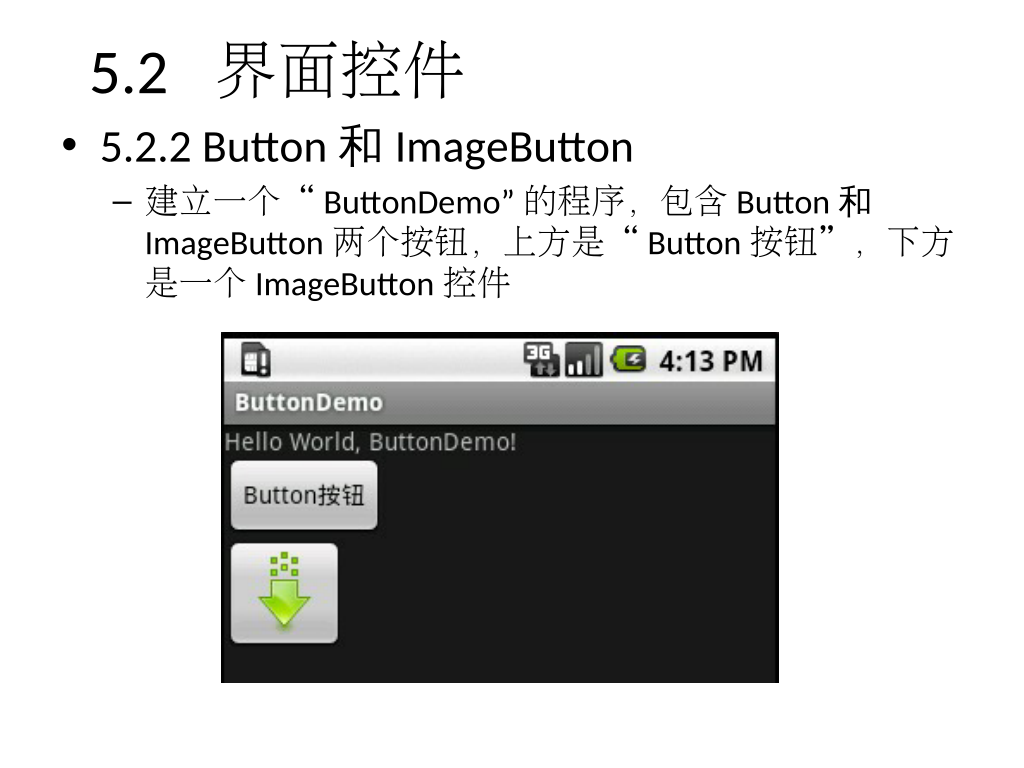 5.2 界面控件
• 5.2.2 Button 和 ImageButton
– 建立一个“ ButtonDemo” 的程序，包含 Button 和
ImageButton 两个按钮，上方是“ Button 按钮”，下方
是一个 ImageButton 控件
3G 4:13 PM
ButtonDemo
Hello World, ButtonDemo!
Button按钮